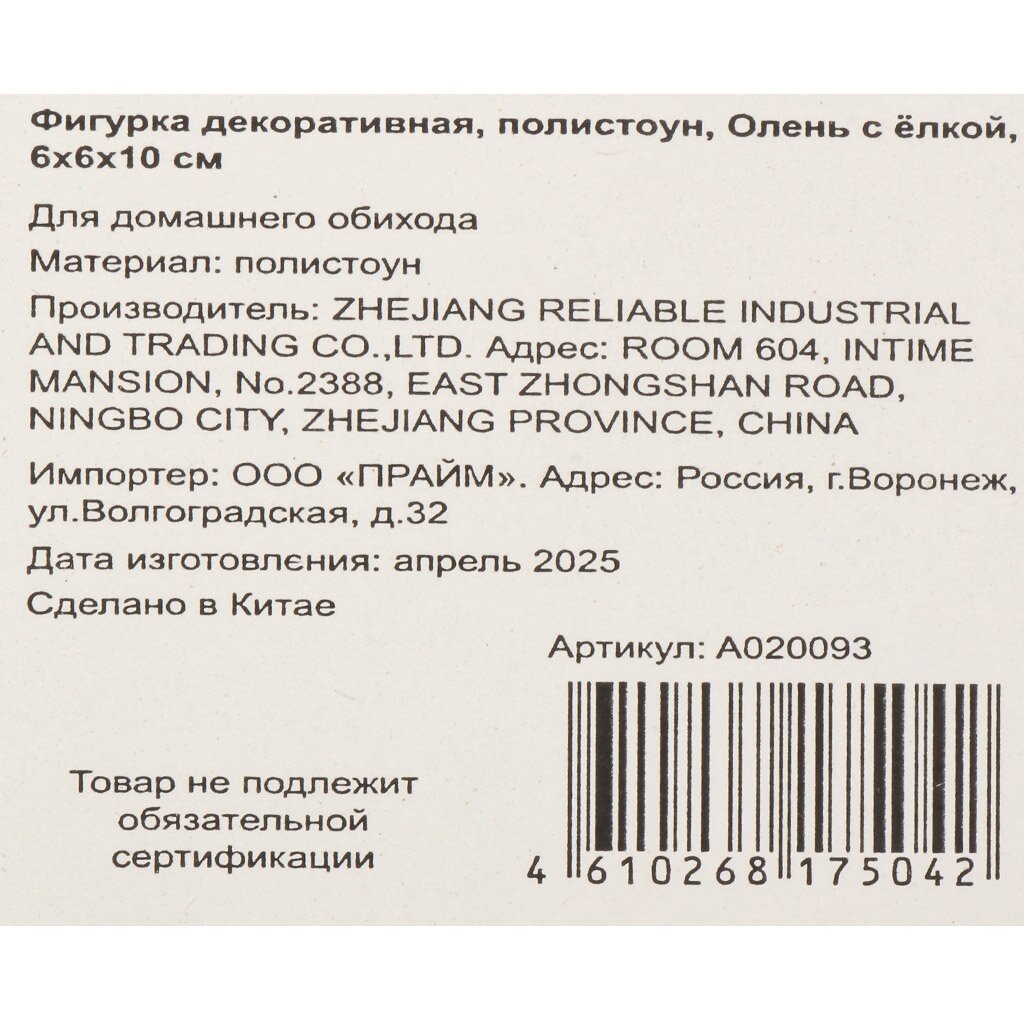 Фигурка декоративная, полистоун, Олень с ёлкой,
6х6х10 см
Для домашнего обихода
Материал: полистоун
Производитель: ZHEJIANG RELIABLE INDUSTRIAL
AND TRADING CO.,LTD. Адрес: ROOM 604, INTIME
MANSION, No.2388, EAST ZHONGSHAN ROAD,
NINGBO CITY, ZHEJIANG PROVINCE, CHINA
Импортер: ООО «ПРАЙМ». Адрес: Россия, г.Воронеж,
ул.Волгоградская, д.32
Дата изготовления: апрель 2025
Сделано в Китае
Артикул: A020093
Товар не подлежит
обязательной
сертификации
4 610268 175042